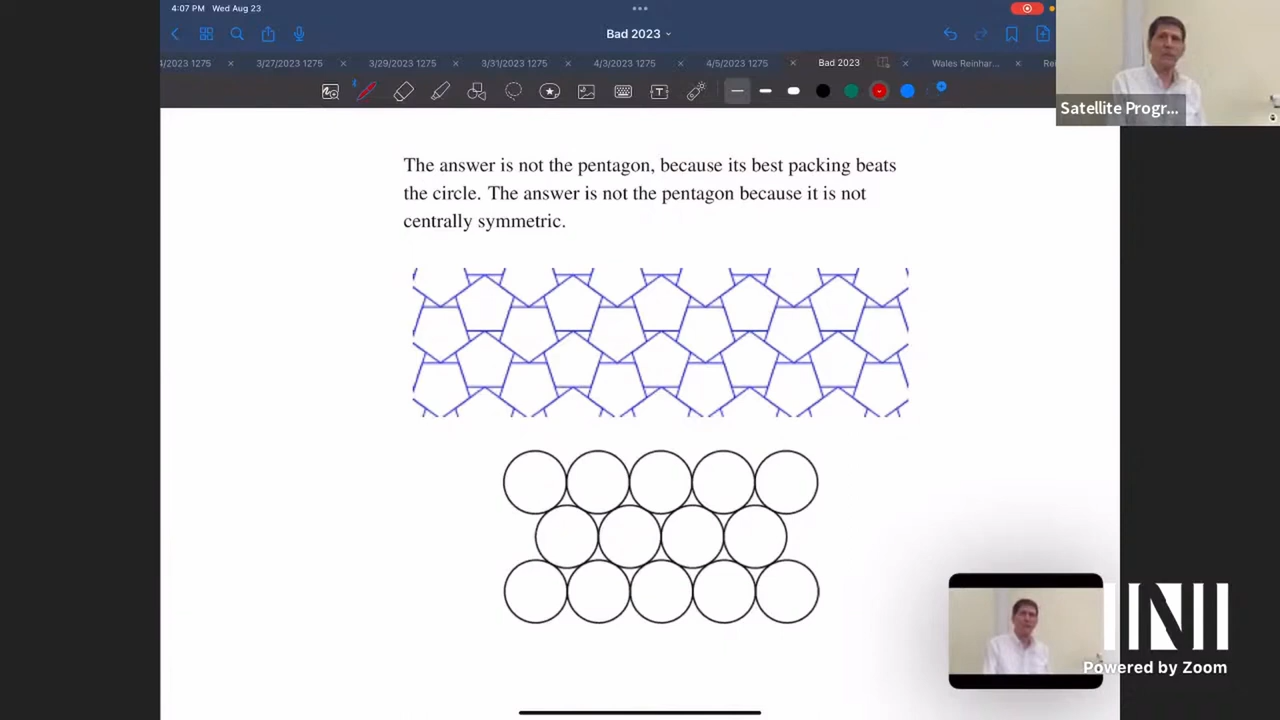 4:07 PM Wed Aug 23
Bad 2023
/2023 1275
3/27/2023 1275
3/29/2023 1275
3/31/2023 1275
4/3/2023 1275
4/5/2023 1275
Bad 2023
Wales Reinhar...
Satellite Progr...
The answer is not the pentagon, because its best packing beats
the circle. The answer is not the pentagon because it is not
centrally symmetric.
INI
Powered by Zoom